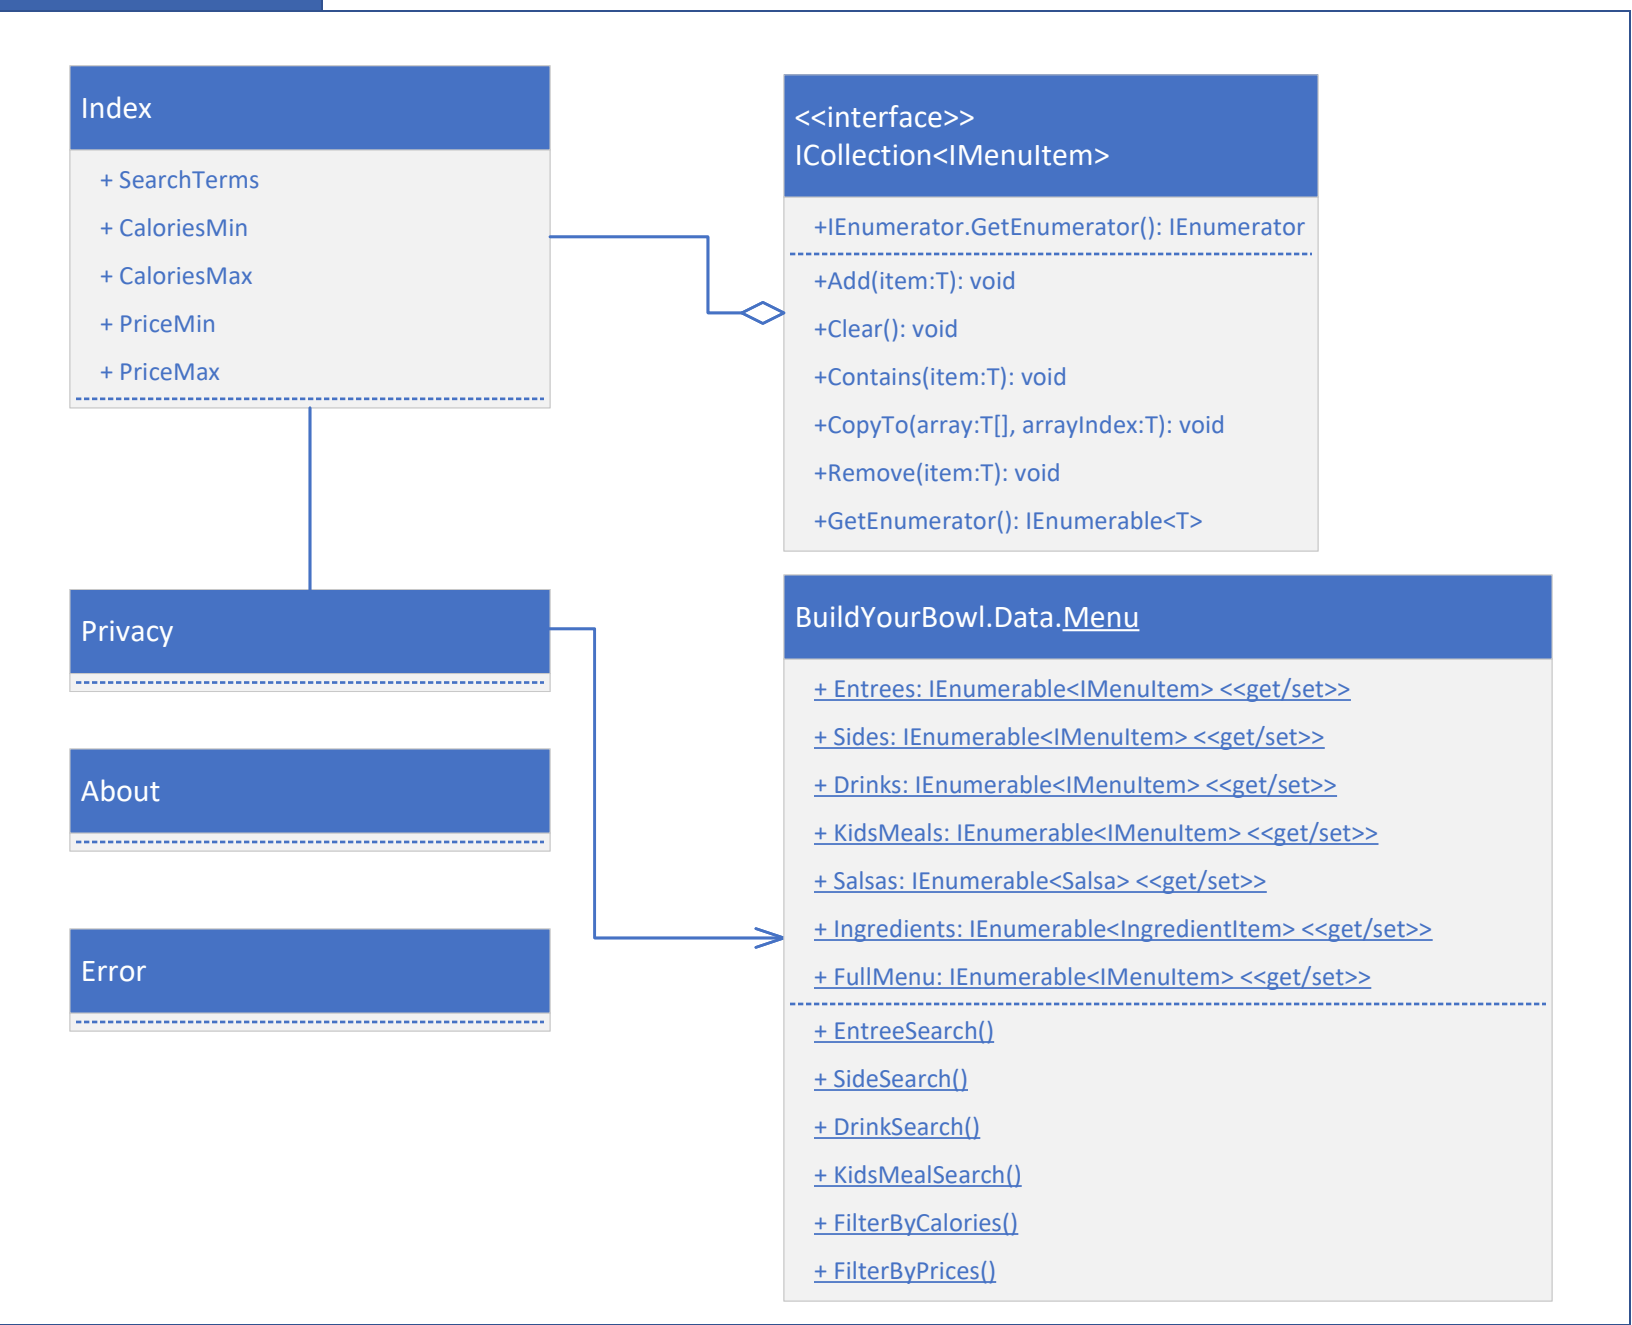 Index
+ SearchTerms
+ CaloriesMin
+ CaloriesMax
+ PriceMin
+ PriceMax
<<interface>>
ICollection<IMenuItem>
+IEnumerator.GetEnumerator(): IEnumerator
+Add(item:T): void
+Clear(): void
+Contains(item:T): void
+CopyTo(array:T[], arrayIndex:T): void
+Remove(item:T): void
+GetEnumerator(): IEnumerable<T>
Privacy
About
Error
BuildYourBowl.Data.Menu
+ Entrees: IEnumerable<IMenuItem> <<get/set>>
+ Sides: IEnumerable<IMenuItem> <<get/set>>
+ Drinks: IEnumerable<IMenuItem> <<get/set>>
+ KidsMeals: IEnumerable<IMenuItem> <<get/set>>
+ Salsas: IEnumerable<Salsa> <<get/set>>
+ Ingredients: IEnumerable<IngredientItem> <<get/set>>
+ FullMenu: IEnumerable<IMenuItem> <<get/set>>
+ EntreeSearch()
+ SideSearch()
+ DrinkSearch()
+ KidsMealSearch()
+ FilterByCalories()
+ FilterByPrices()